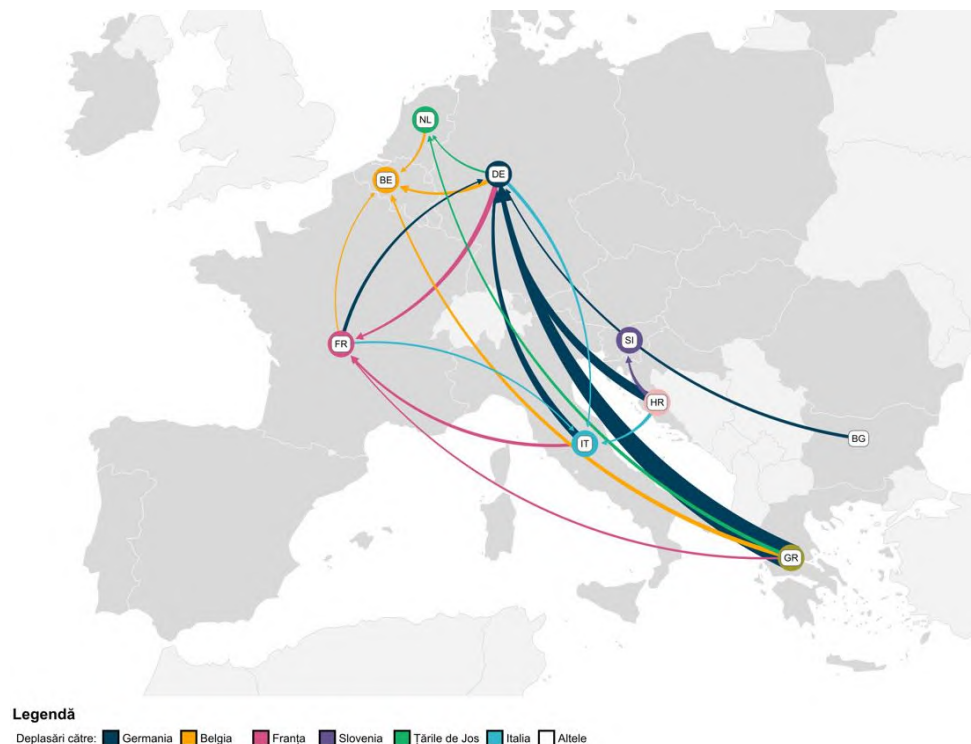 NL
DE
BE
FR
SI
HR
IT
BG
GR
Legendă
Deplasări către: Germania Belgia Franța Slovenia Țările de Jos Italia Altele